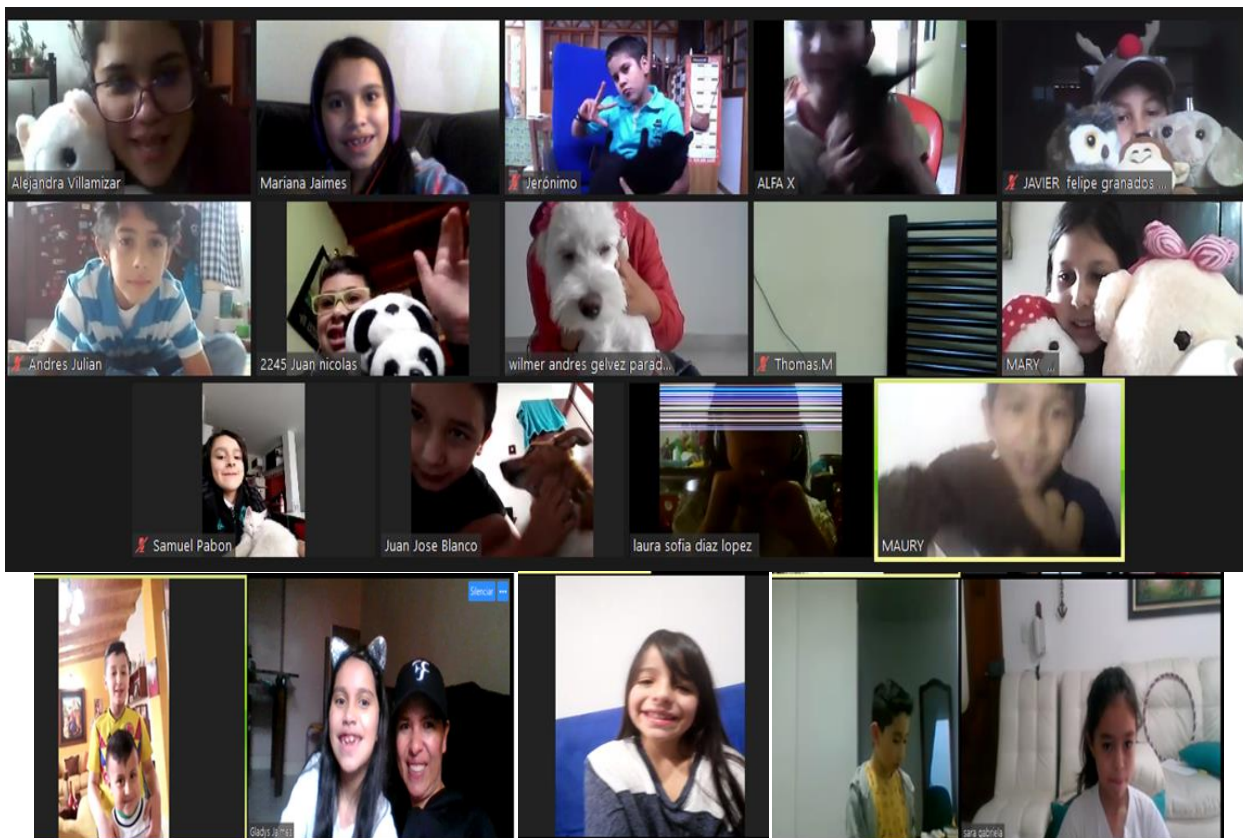 Alejandra Villamizar
Mariana Jaimes
Jerónimo
ALFA X
JAVIER felipe granados ...
Andres Julian
2245 Juan nicolas
wilmer andres gelvez parad...
Thomas.M
MARY ...
Samuel Pabon
Juan Jose Blanco
laura sofia diaz lopez
MAURY
Silenciar
Gladys Jaimes
sara gabriela